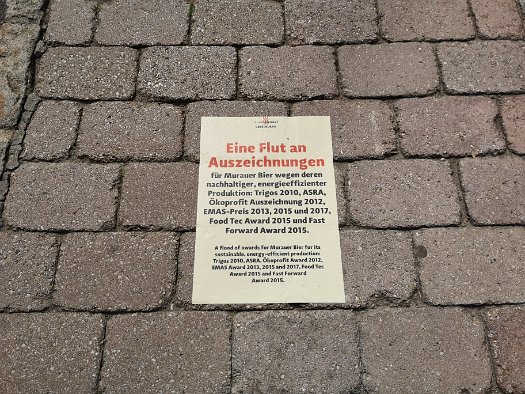 Eine Flut an
Auszeichnungen
für Murauer Bier wegen deren
nachhaltiger, energieeffizienter
Produktion: Trigos 2010, ASRA,
Ökoprofit Auszeichnung 2012,
EMAS-Preis 2013, 2015 und 2017,
Food Tec Award 2015 und Fast
Forward Award 2015.
A flood of awards for Murauer Bier for its
sustainable, energy-efficient production:
Trigos 2010, ASRA, Ökoprofit Award 2012,
EMAS Award 2013, 2015 und 2017, Food Tec
Award 2015 und Fast Forward
Award 2015.